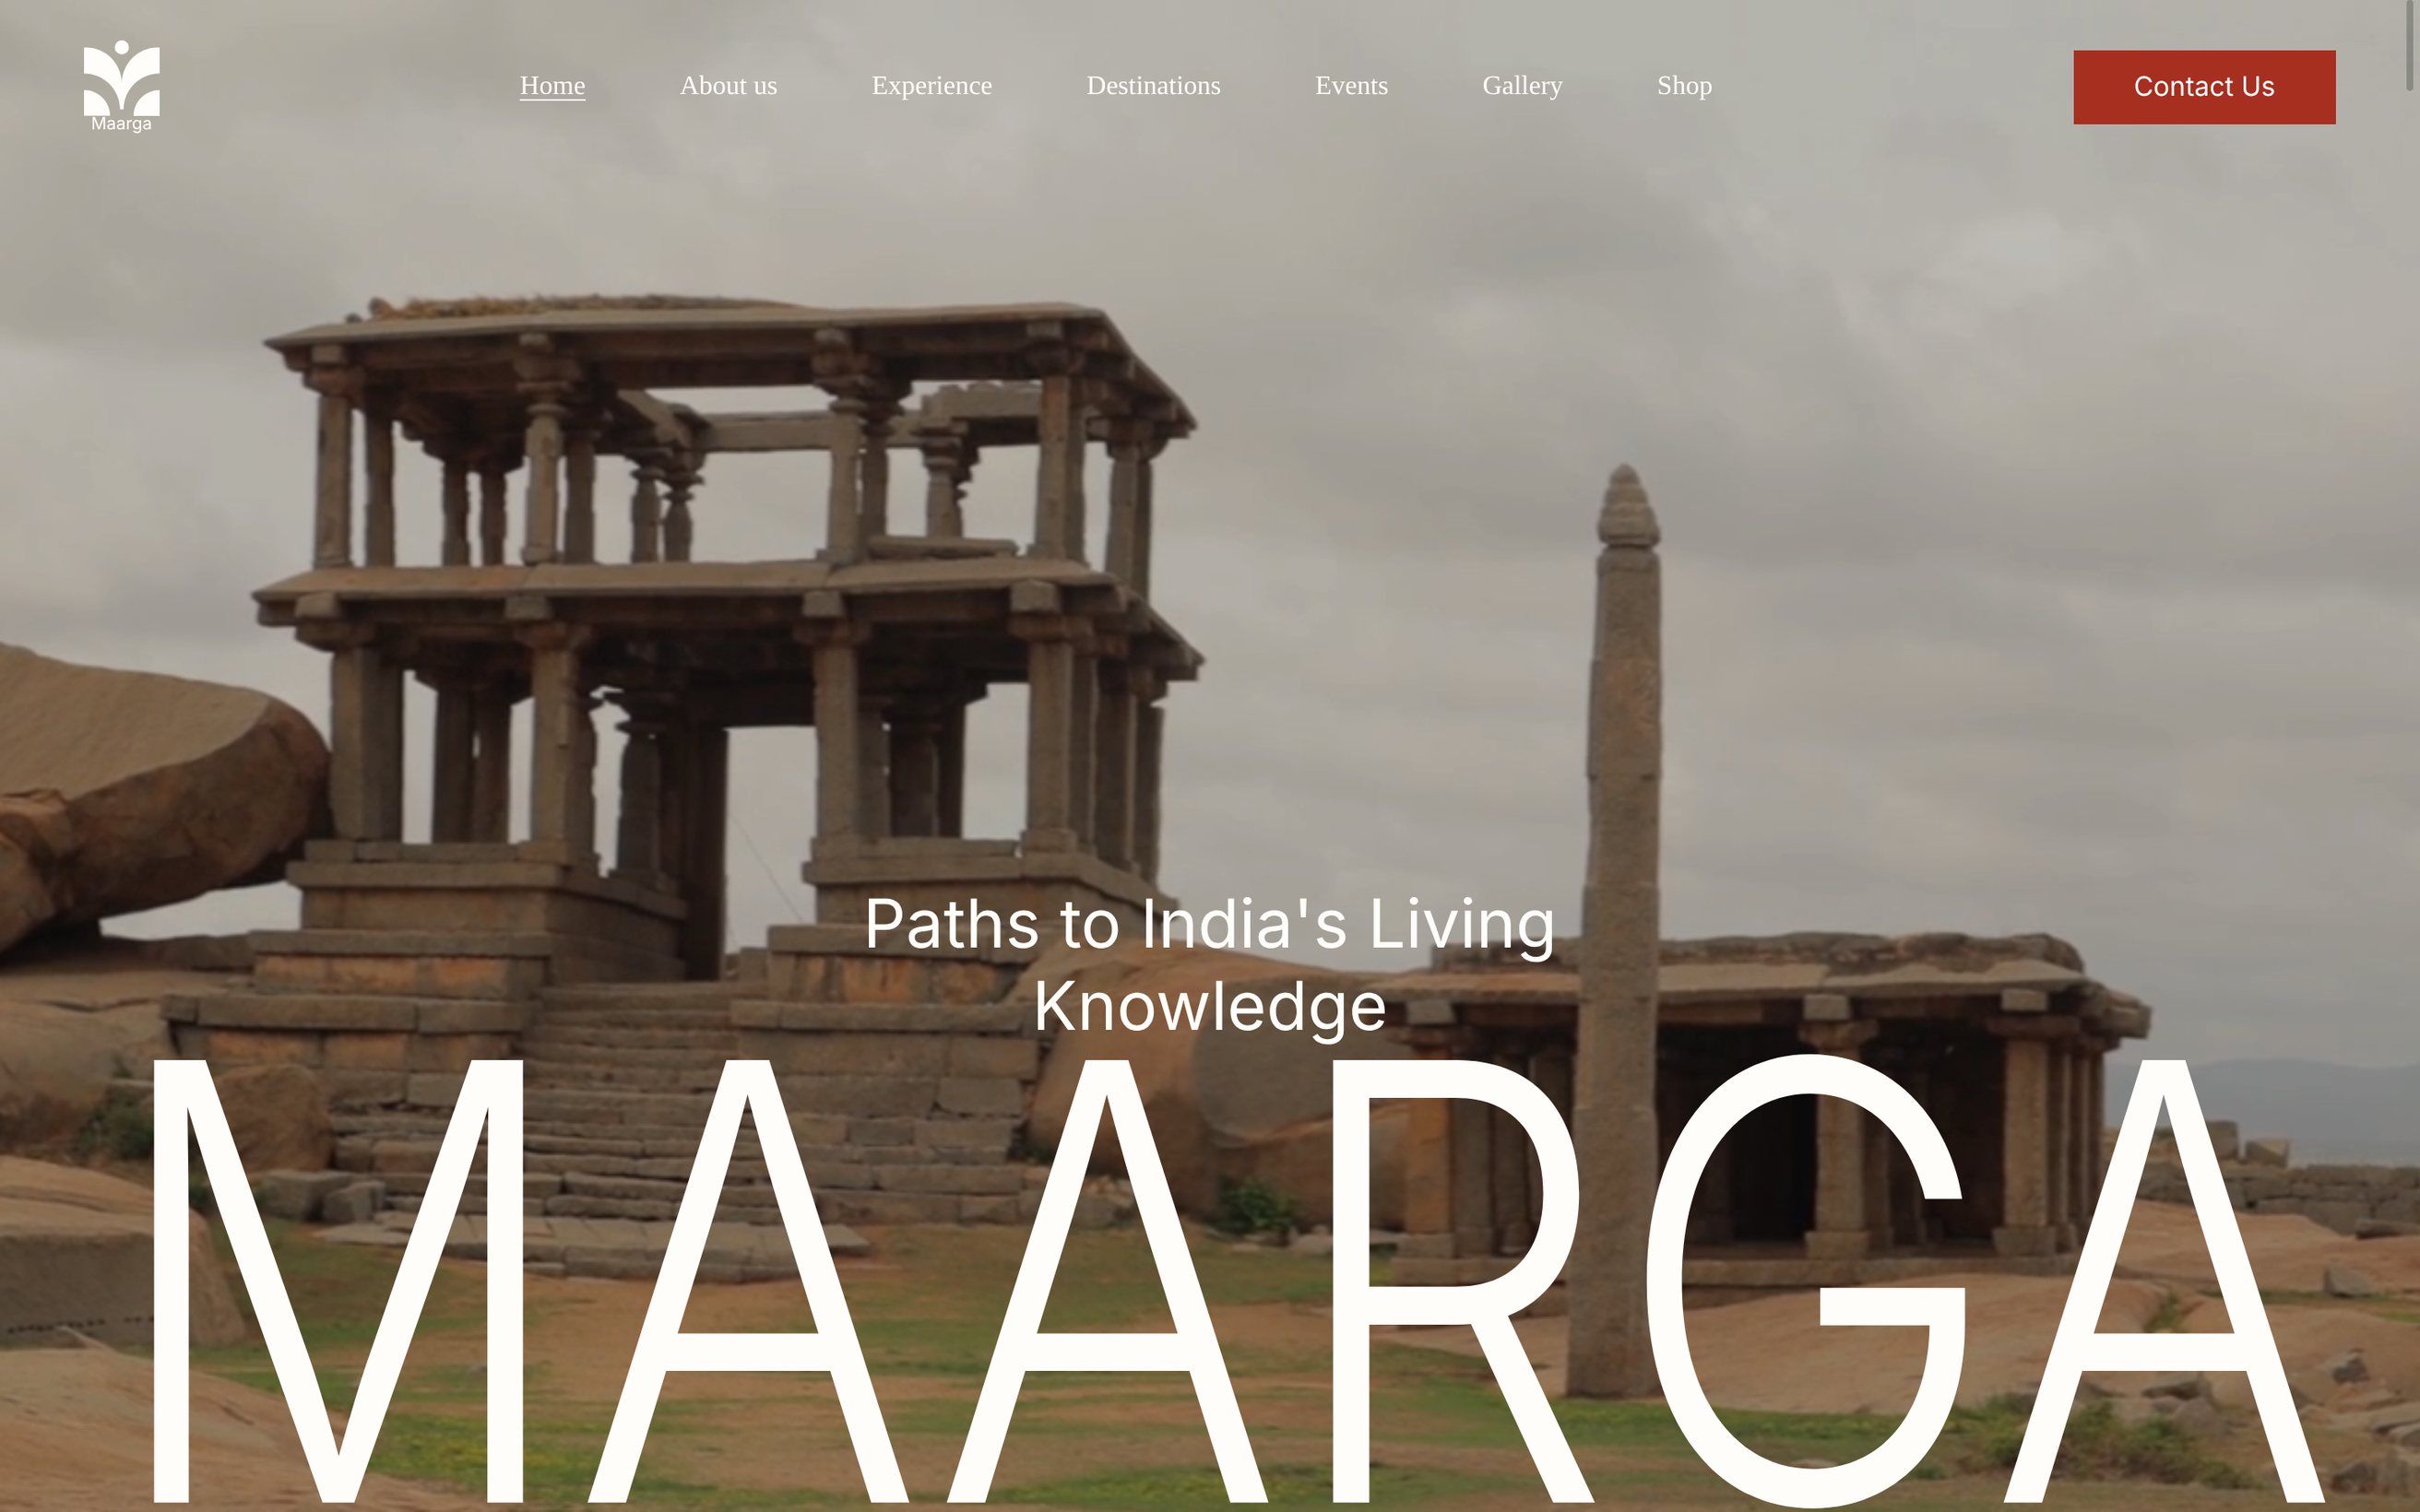 Maarga
Home About us Experience Destinations Events Gallery Shop
Contact Us
Paths to India's Living
Knowledge
MAARGA